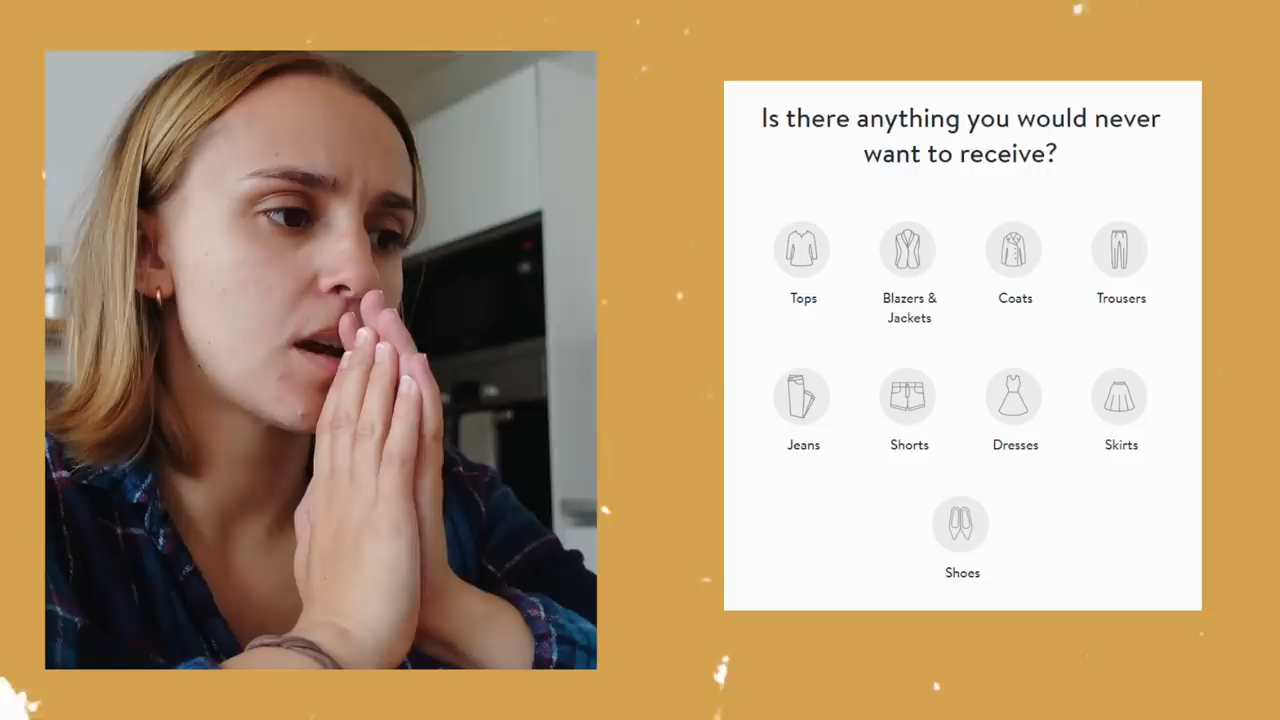 Is there anything you would never
want to receive?
Tops
Blazers &
Jackets
Coats
Trousers
Jeans
Shorts
Dresses
Skirts
Shoes